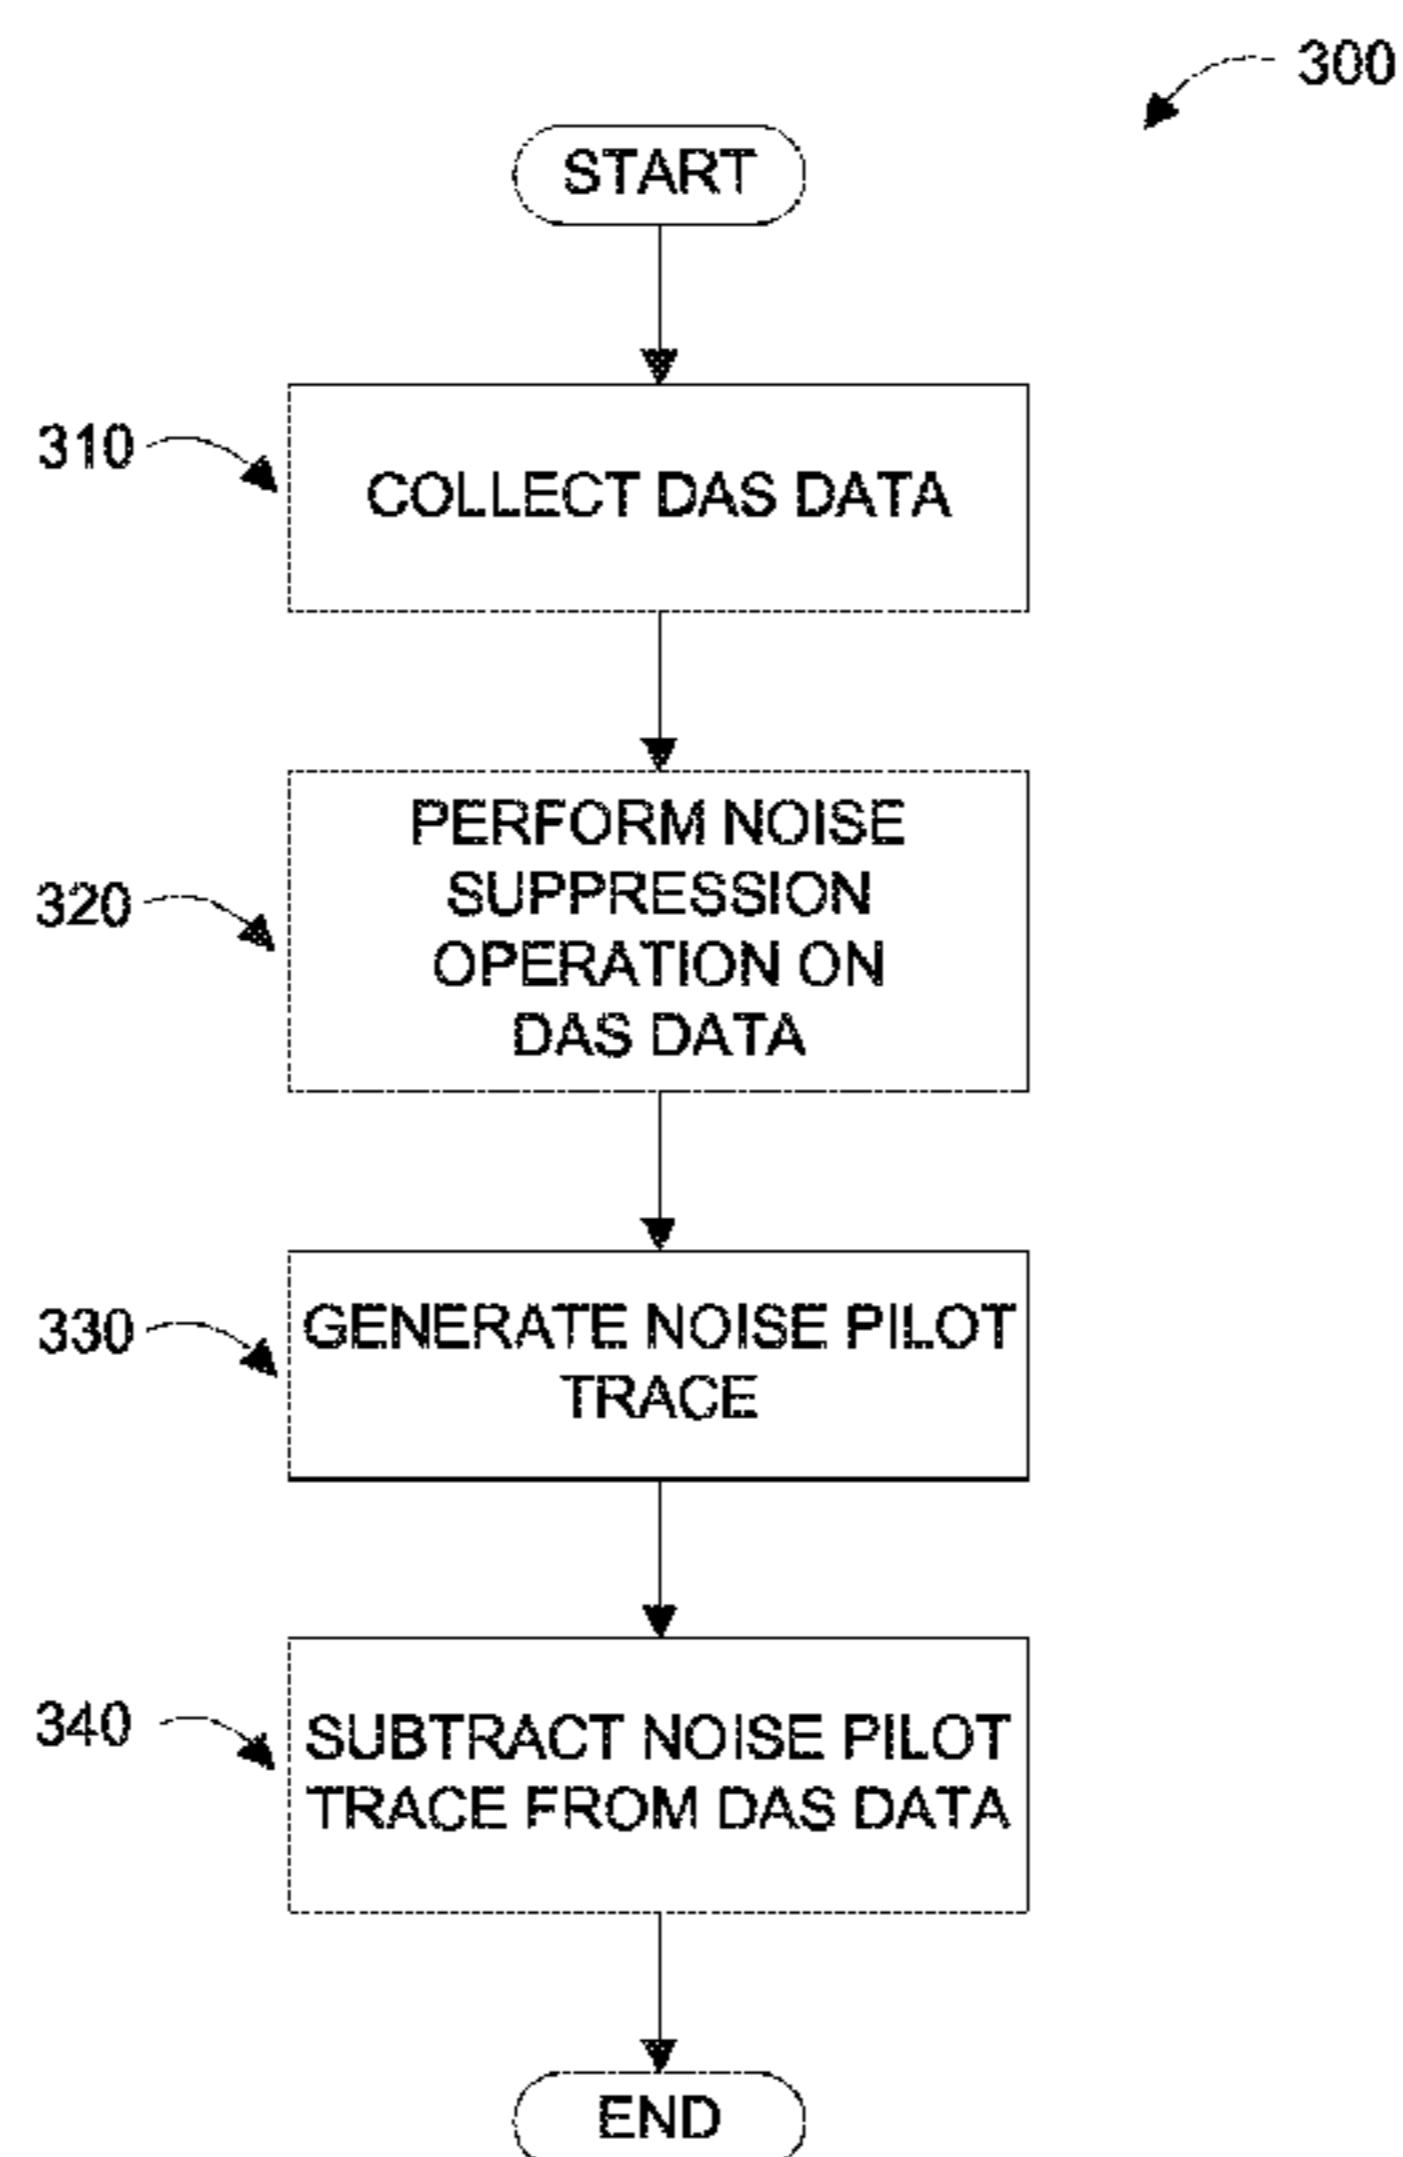 300
START
310
COLLECT DAS DATA
320
PERFORM NOISE
SUPPRESSION
OPERATION ON
DAS DATA
330
GENERATE NOISE PILOT
TRACE
340
SUBTRACT NOISE PILOT
TRACE FROM DAS DATA
END